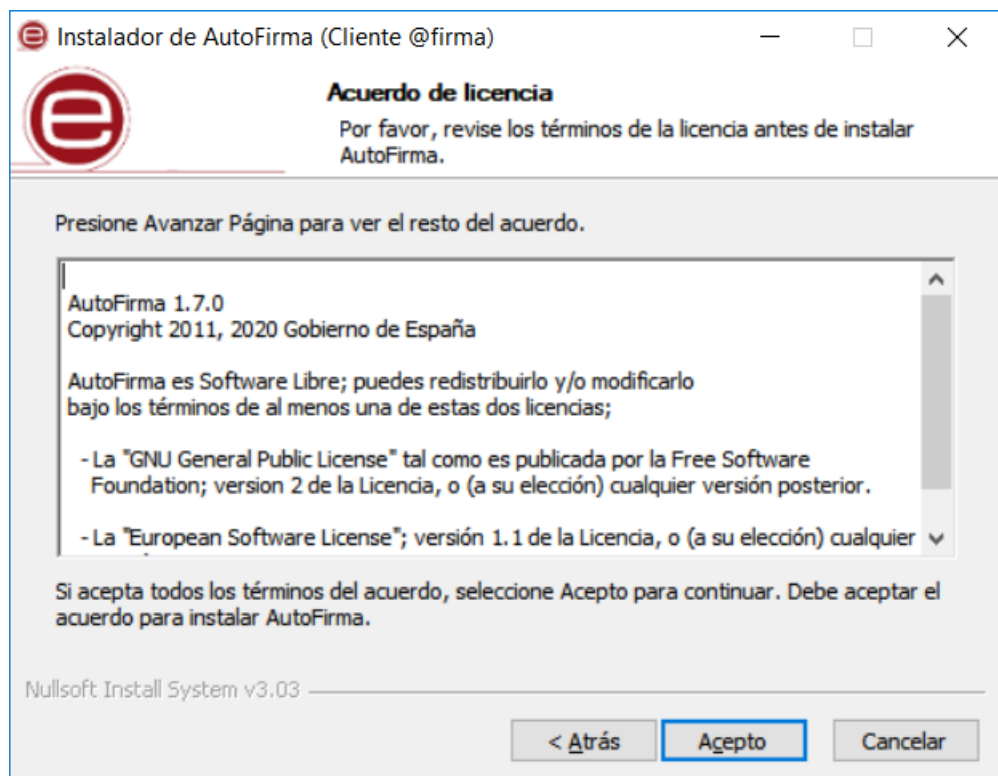 Instalador de AutoFirma (Cliente @firma)
Acuerdo de licencia
Por favor, revise los términos de la licencia antes de instalar
AutoFirma.
Presione Avanzar Página para ver el resto del acuerdo.
AutoFirma 1.7.0
Copyright 2011, 2020 Gobierno de España
AutoFirma es Software Libre; puedes redistribuirlo y/o modificarlo
bajo los términos de al menos una de estas dos licencias;
- La "GNU General Public License" tal como es publicada por la Free Software
Foundation; version 2 de la Licencia, o (a su elección) cualquier versión posterior.
- La "European Software License"; versión 1.1 de la Licencia, o (a su elección) cualquier
Si acepta todos los términos del acuerdo, seleccione Acepto para continuar. Debe aceptar el
acuerdo para instalar AutoFirma.
Nullsoft Install System v3.03
< Atrás Acepto Cancelar